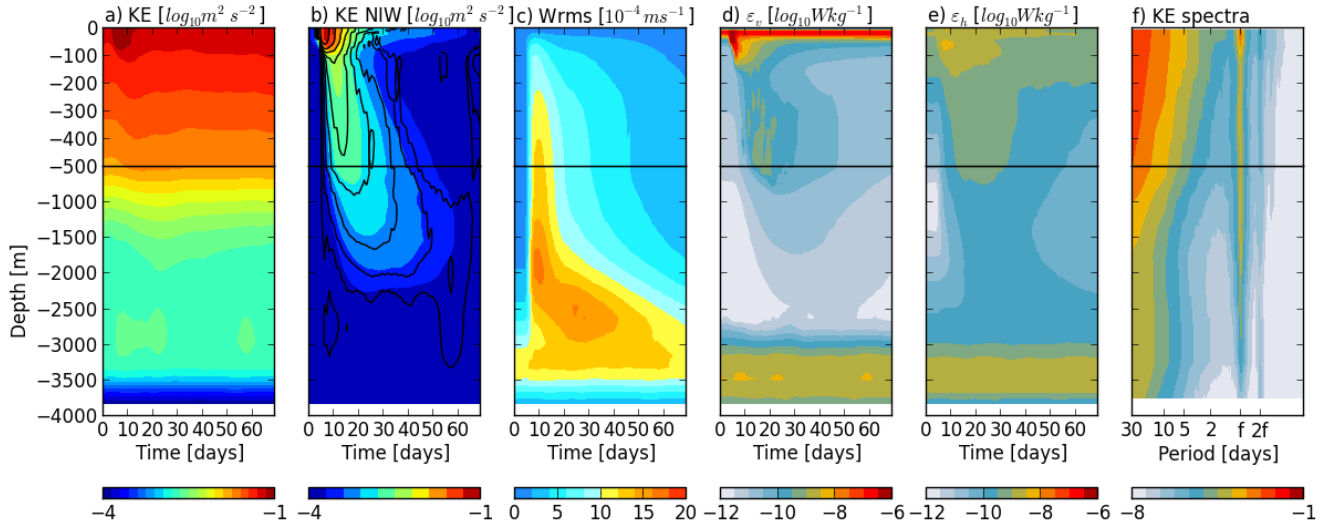 a) KE [log₁₀m² s⁻²] b) KE NIW [log₁₀m² s⁻²] c) Wrms [10⁻⁴ ms⁻¹] d) ε_v [log₁₀Wkg⁻¹] e) ε_h [log₁₀Wkg⁻¹] f) KE spectra
0
−100
−200
−300
−400
−500
−1000
−1500
−2000
−2500
−3000
−3500
−4000
Depth [m]
0 10 20 30 40 50 60 0 10 20 30 40 50 60 0 10 20 30 40 50 60 0 10 20 30 40 50 60 0 10 20 30 40 50 60 30 10 5 2 f 2f
Time [days] Time [days] Time [days] Time [days] Time [days] Period [days]
−4 −1 −4 −1 0 5 10 15 20 −12 −10 −8 −6 −12 −10 −8 −6 −8 −1